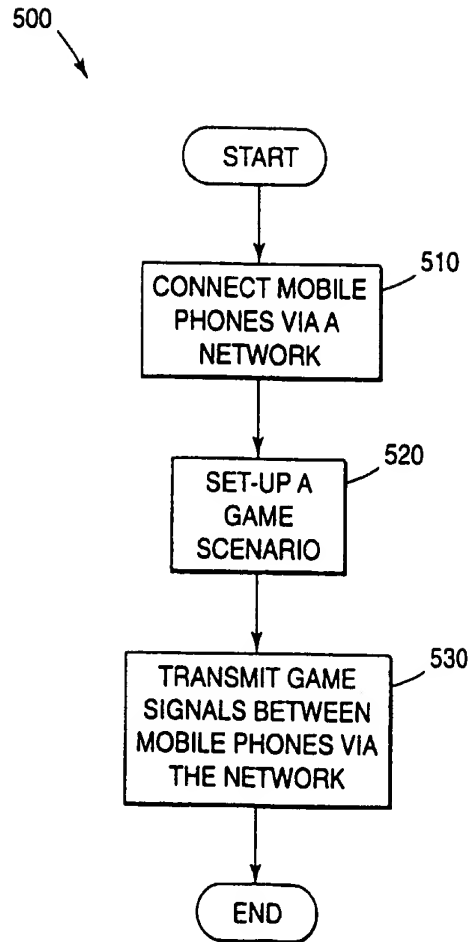 500
START
510
CONNECT MOBILE
PHONES VIA A
NETWORK
520
SET-UP A
GAME
SCENARIO
530
TRANSMIT GAME
SIGNALS BETWEEN
MOBILE PHONES VIA
THE NETWORK
END